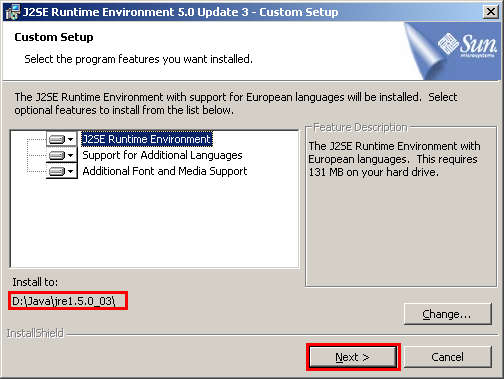 J2SE Runtime Environment 5.0 Update 3 - Custom Setup
Custom Setup
Select the program features you want installed.
Sun
microsystems
The J2SE Runtime Environment with support for European languages will be installed. Select
optional features to install from the list below.
J2SE Runtime Environment
Support for Additional Languages
Additional Font and Media Support
Feature Description
The J2SE Runtime Environment with
European languages. This requires
131 MB on your hard drive.
Install to:
D:\Java\jre1.5.0_03\
Change...
InstallShield
Next >
Cancel